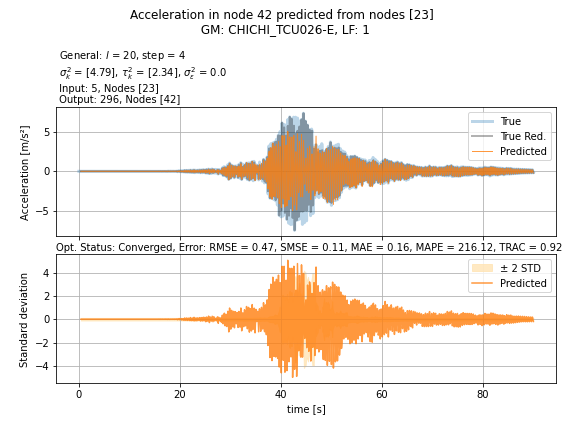 Acceleration in node 42 predicted from nodes [23]
GM: CHICHI_TCU026-E, LF: 1
General: l = 20, step = 4
σ²ₖ = [4.79], τ²ₖ = [2.34], σ²ε = 0.0
Input: 5, Nodes [23]
Output: 296, Nodes [42]
Acceleration [m/s²]
5
0
−5
True
True Red.
Predicted
Opt. Status: Converged, Error: RMSE = 0.47, SMSE = 0.11, MAE = 0.16, MAPE = 216.12, TRAC = 0.92
Standard deviation
4
2
0
−2
−4
± 2 STD
Predicted
0 20 40 60 80
time [s]